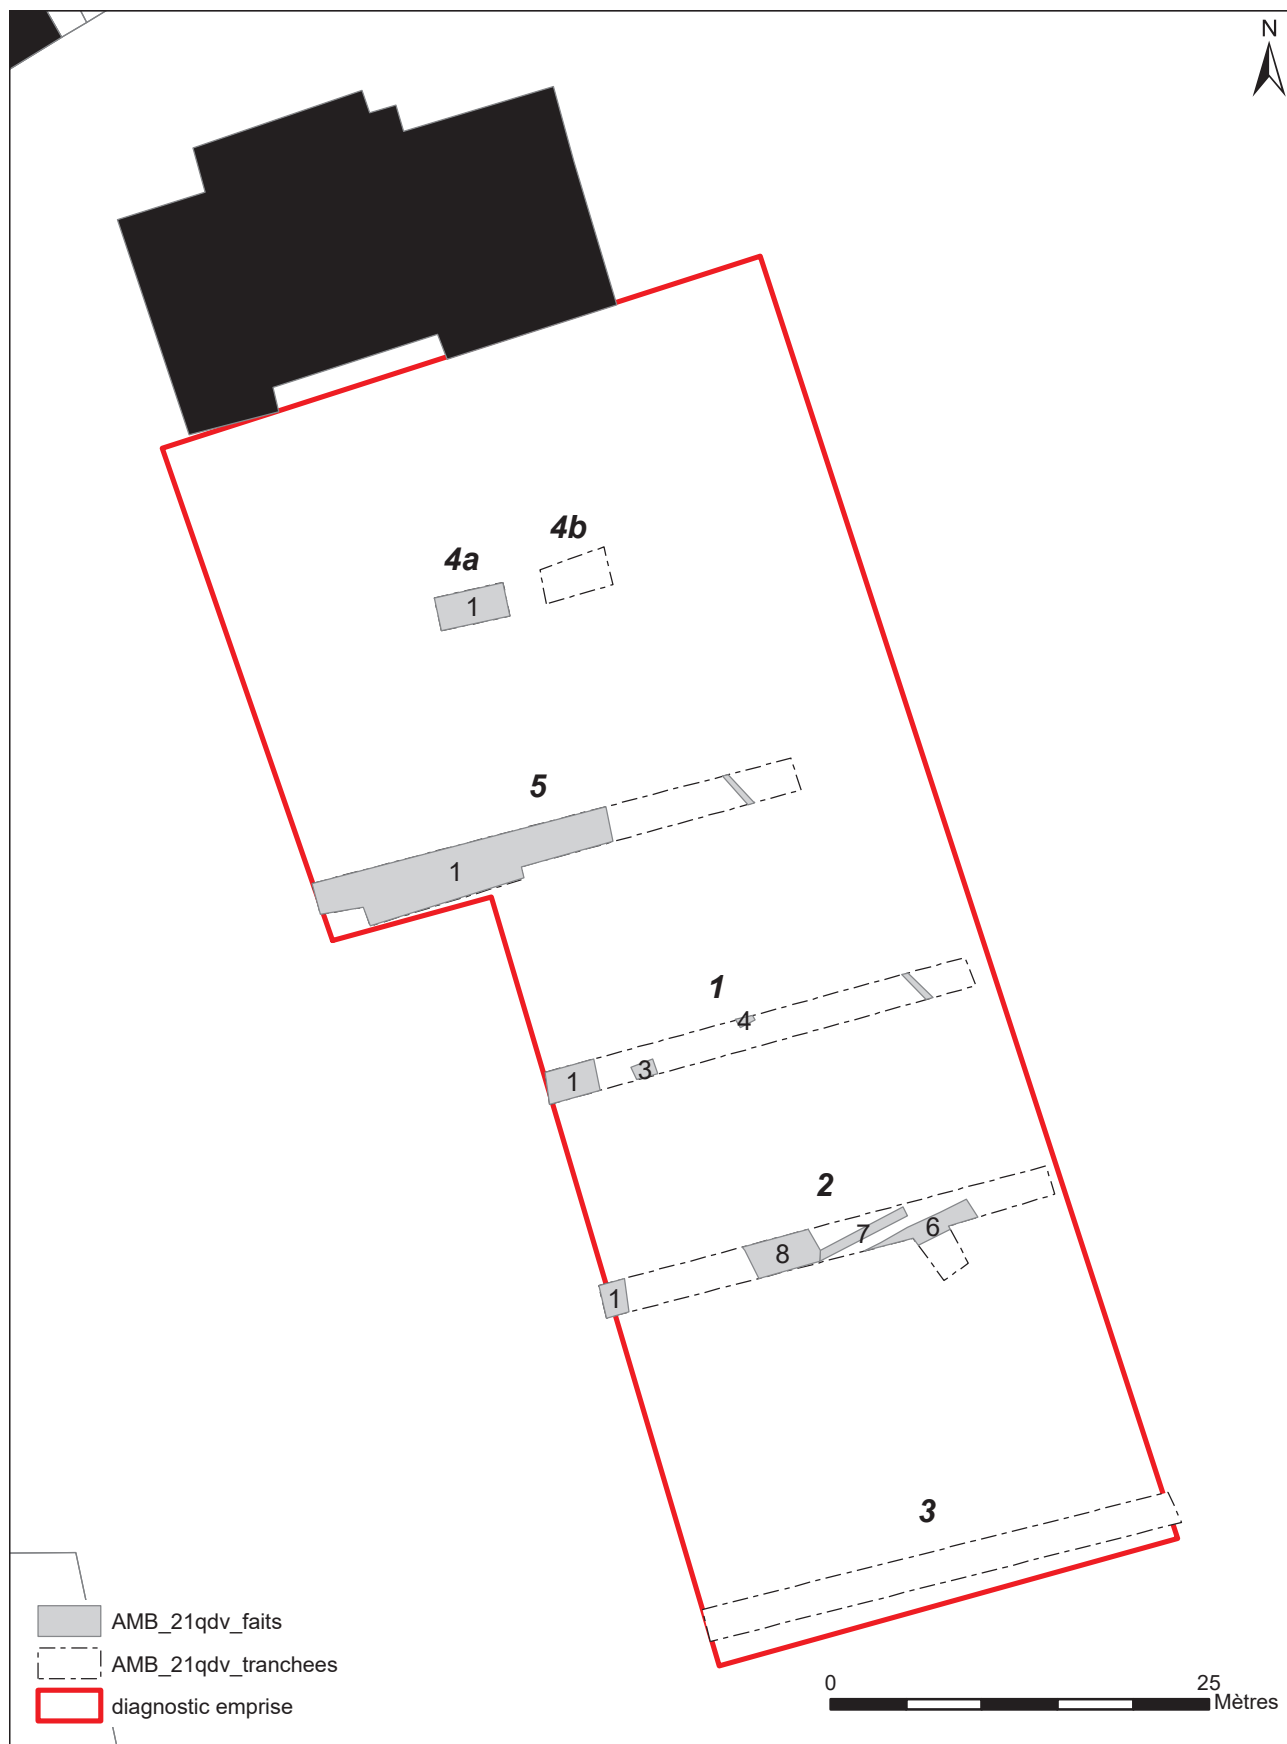 N
4b
4a
1
5
1
1
4
3
1
2
7
6
8
1
3
AMB_21qdv_faits
AMB_21qdv_tranchees
diagnostic emprise
0 25
Mètres